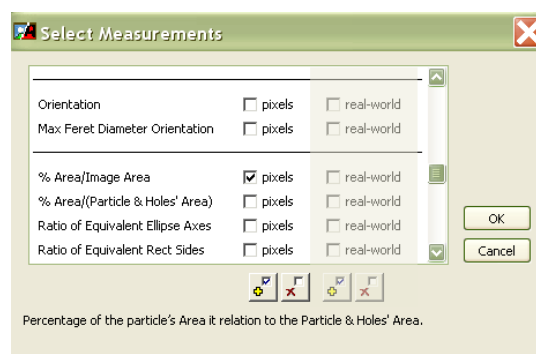 Select Measurements
Orientation pixels real-world
Max Feret Diameter Orientation pixels real-world
% Area/Image Area pixels real-world
% Area/(Particle & Holes' Area) pixels real-world
Ratio of Equivalent Ellipse Axes pixels real-world
Ratio of Equivalent Rect Sides pixels real-world
OK
Cancel
Percentage of the particle's Area it relation to the Particle & Holes' Area.